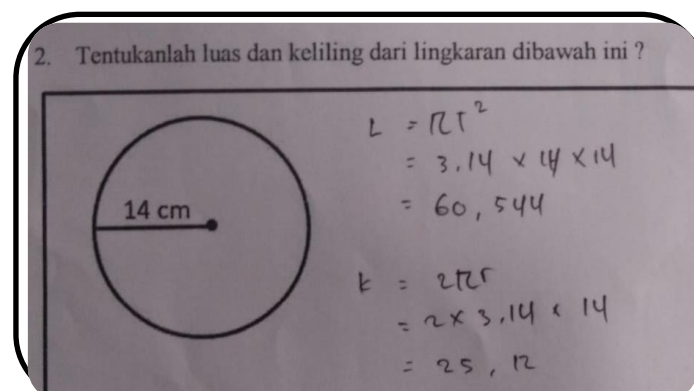 2. Tentukanlah luas dan keliling dari lingkaran dibawah ini ?
14 cm
L = πr²
= 3,14 × 14 × 14
= 60,544
K = 2πr
= 2 × 3,14 × 14
= 25,12